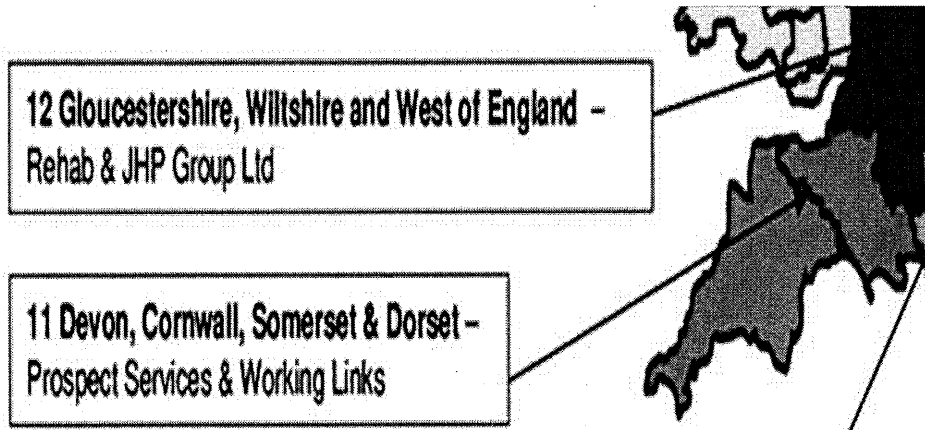 12 Gloucestershire, Wiltshire and West of England –
Rehab & JHP Group Ltd
11 Devon, Cornwall, Somerset & Dorset –
Prospect Services & Working Links